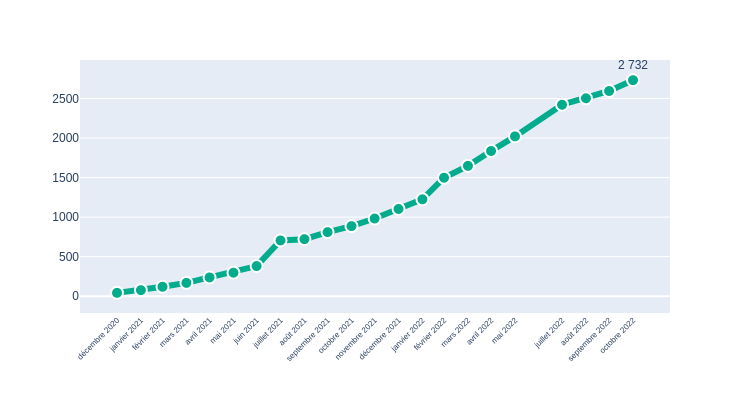 2 732
2500
2000
1500
1000
500
0
décembre 2020
janvier 2021
février 2021
mars 2021
avril 2021
mai 2021
juin 2021
juillet 2021
août 2021
septembre 2021
octobre 2021
novembre 2021
décembre 2021
janvier 2022
février 2022
mars 2022
avril 2022
mai 2022
juillet 2022
août 2022
septembre 2022
octobre 2022